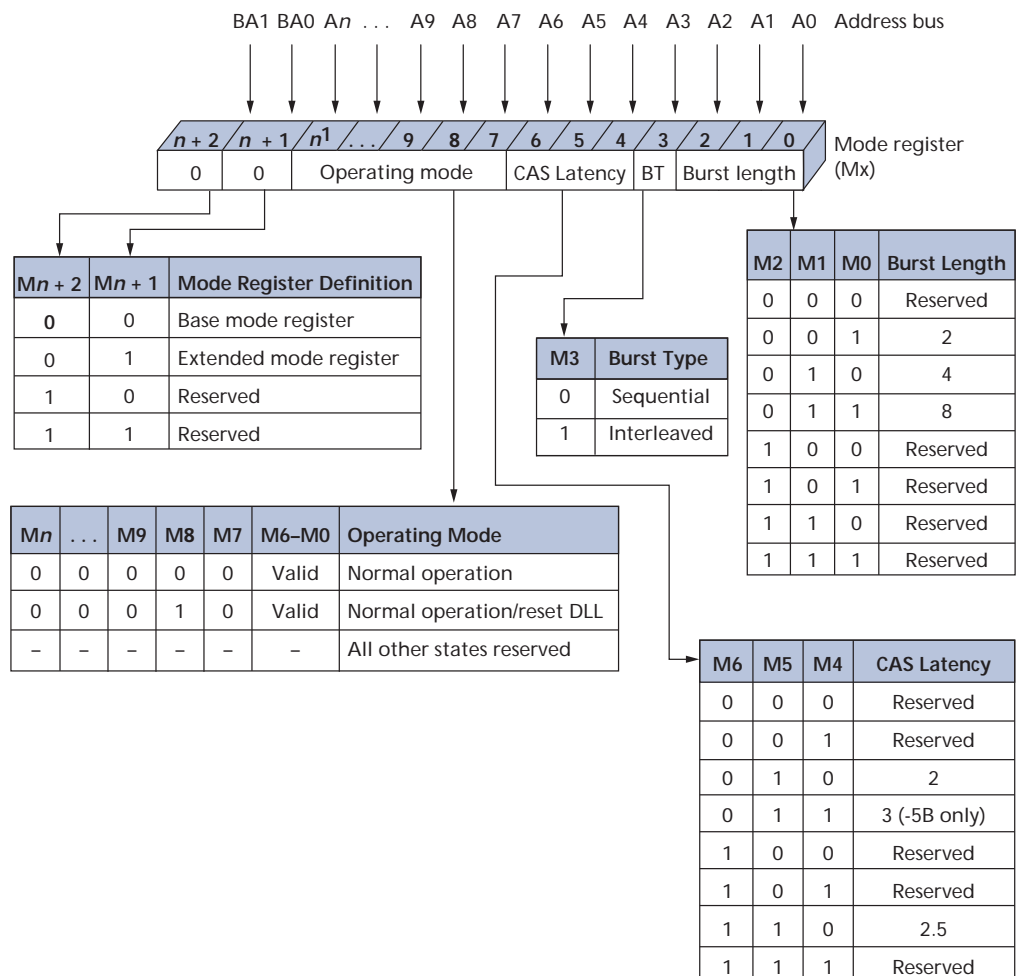 BA1 BA0 An . . . A9 A8 A7 A6 A5 A4 A3 A2 A1 A0 Address bus
n + 2 n + 1 n1 . . . 9 8 7 6 5 4 3 2 1 0
Mode register (Mx)
0 0 Operating mode CAS Latency BT Burst length
Mn + 2 Mn + 1 Mode Register Definition
0 0 Base mode register
0 1 Extended mode register
1 0 Reserved
1 1 Reserved
M3 Burst Type
0 Sequential
1 Interleaved
M2 M1 M0 Burst Length
0 0 0 Reserved
0 0 1 2
0 1 0 4
0 1 1 8
1 0 0 Reserved
1 0 1 Reserved
1 1 0 Reserved
1 1 1 Reserved
Mn . . . M9 M8 M7 M6–M0 Operating Mode
0 0 0 0 0 Valid Normal operation
0 0 0 1 0 Valid Normal operation/reset DLL
– – – – – – All other states reserved
M6 M5 M4 CAS Latency
0 0 0 Reserved
0 0 1 Reserved
0 1 0 2
0 1 1 3 (-5B only)
1 0 0 Reserved
1 0 1 Reserved
1 1 0 2.5
1 1 1 Reserved